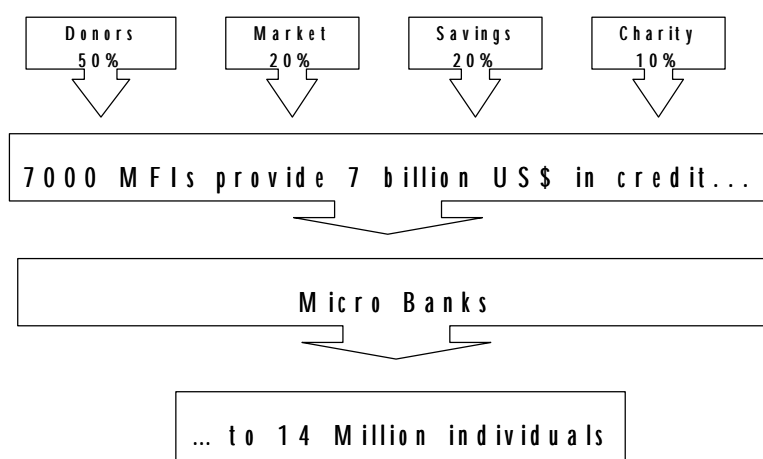 Donors
50%
Market
20%
Savings
20%
Charity
10%
7000 MFIs provide 7 billion US$ in credit...
Micro Banks
... to 14 Million individuals